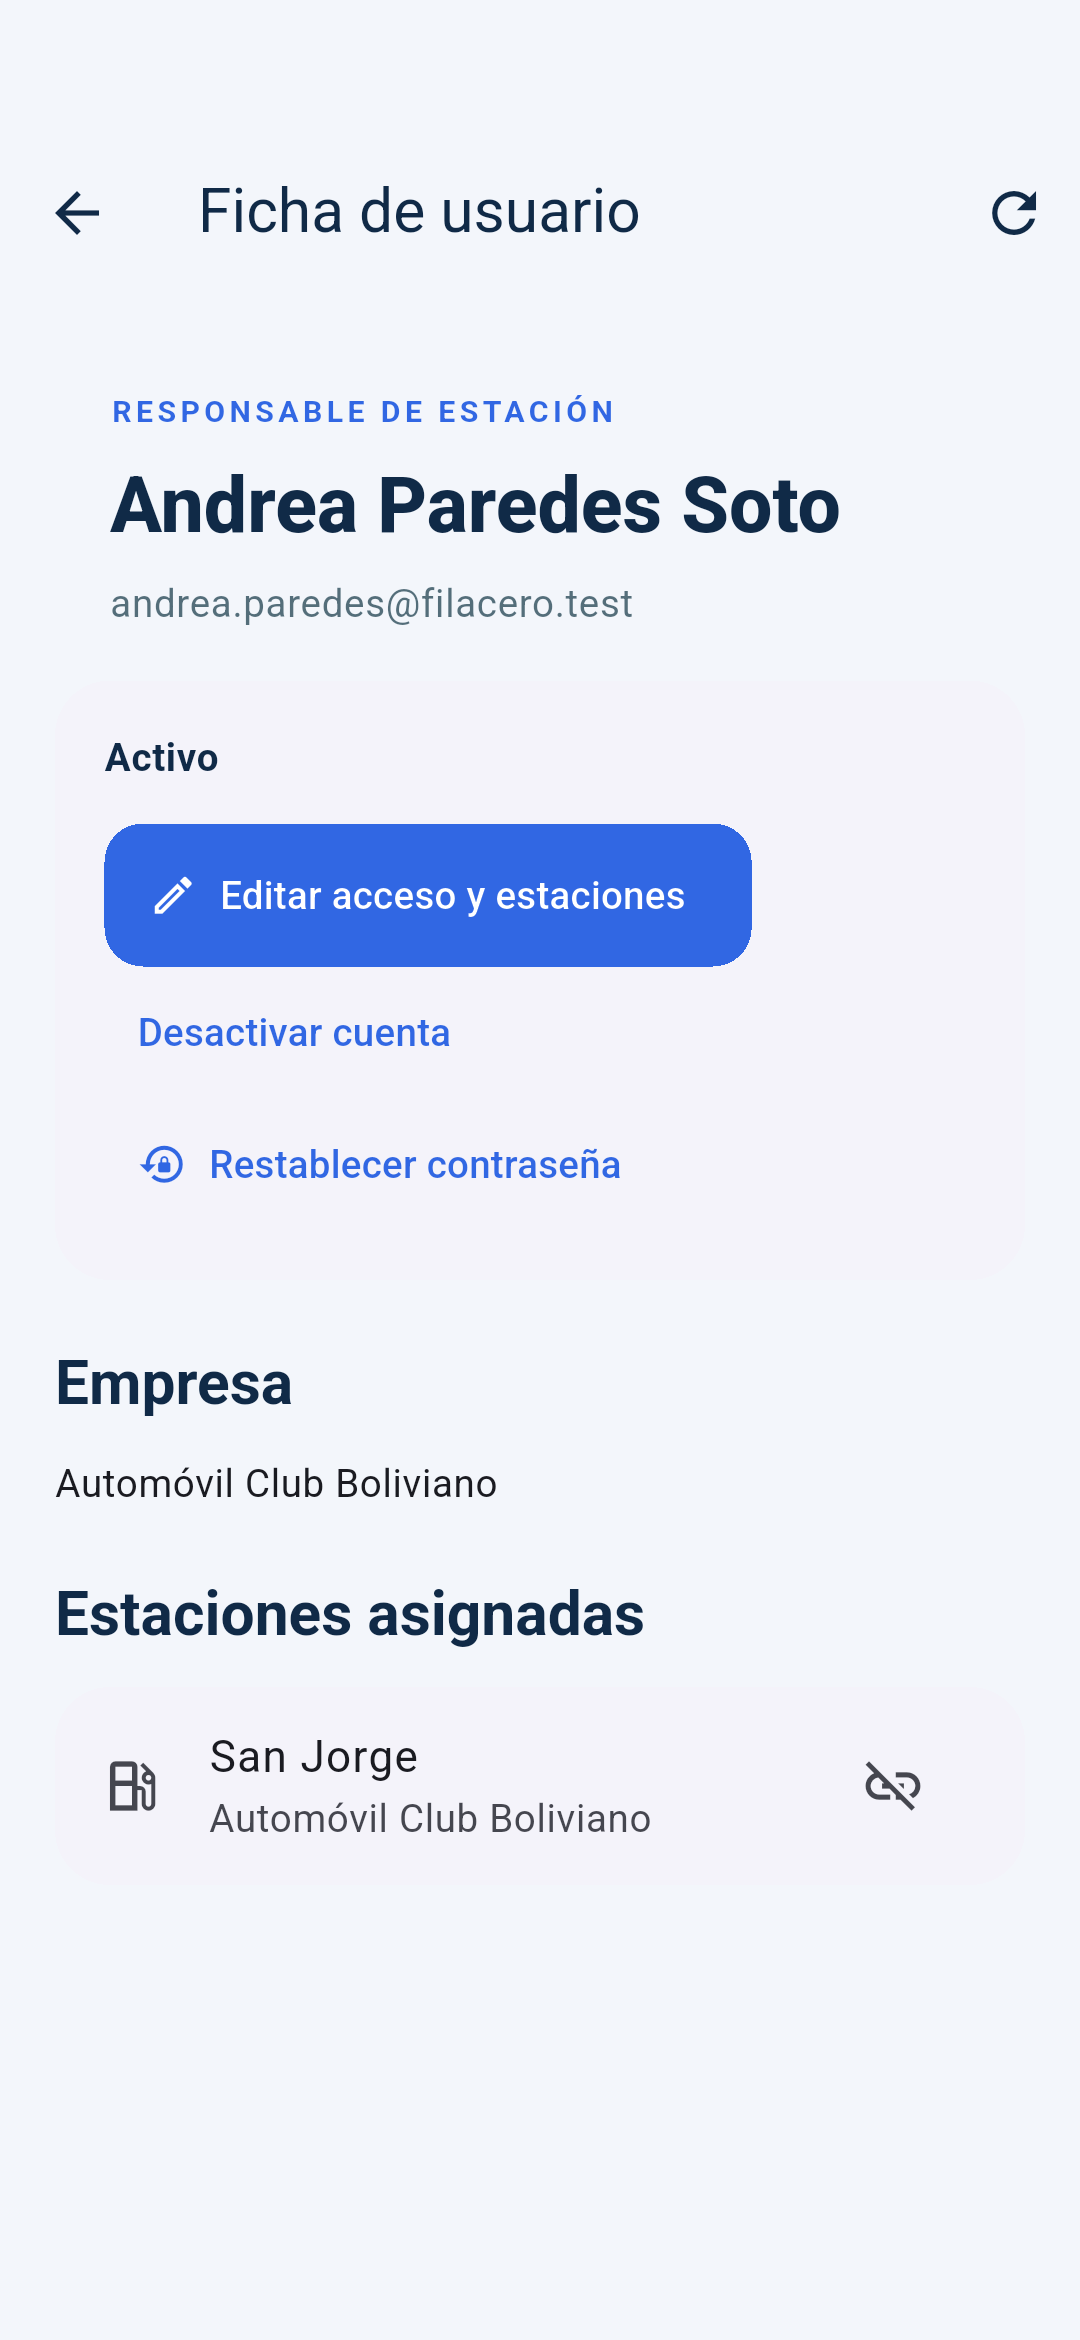 Ficha de usuario
RESPONSABLE DE ESTACIÓN
Andrea Paredes Soto
andrea.paredes@filacero.test
Activo
Editar acceso y estaciones
Desactivar cuenta
Restablecer contraseña
Empresa
Automóvil Club Boliviano
Estaciones asignadas
San Jorge
Automóvil Club Boliviano